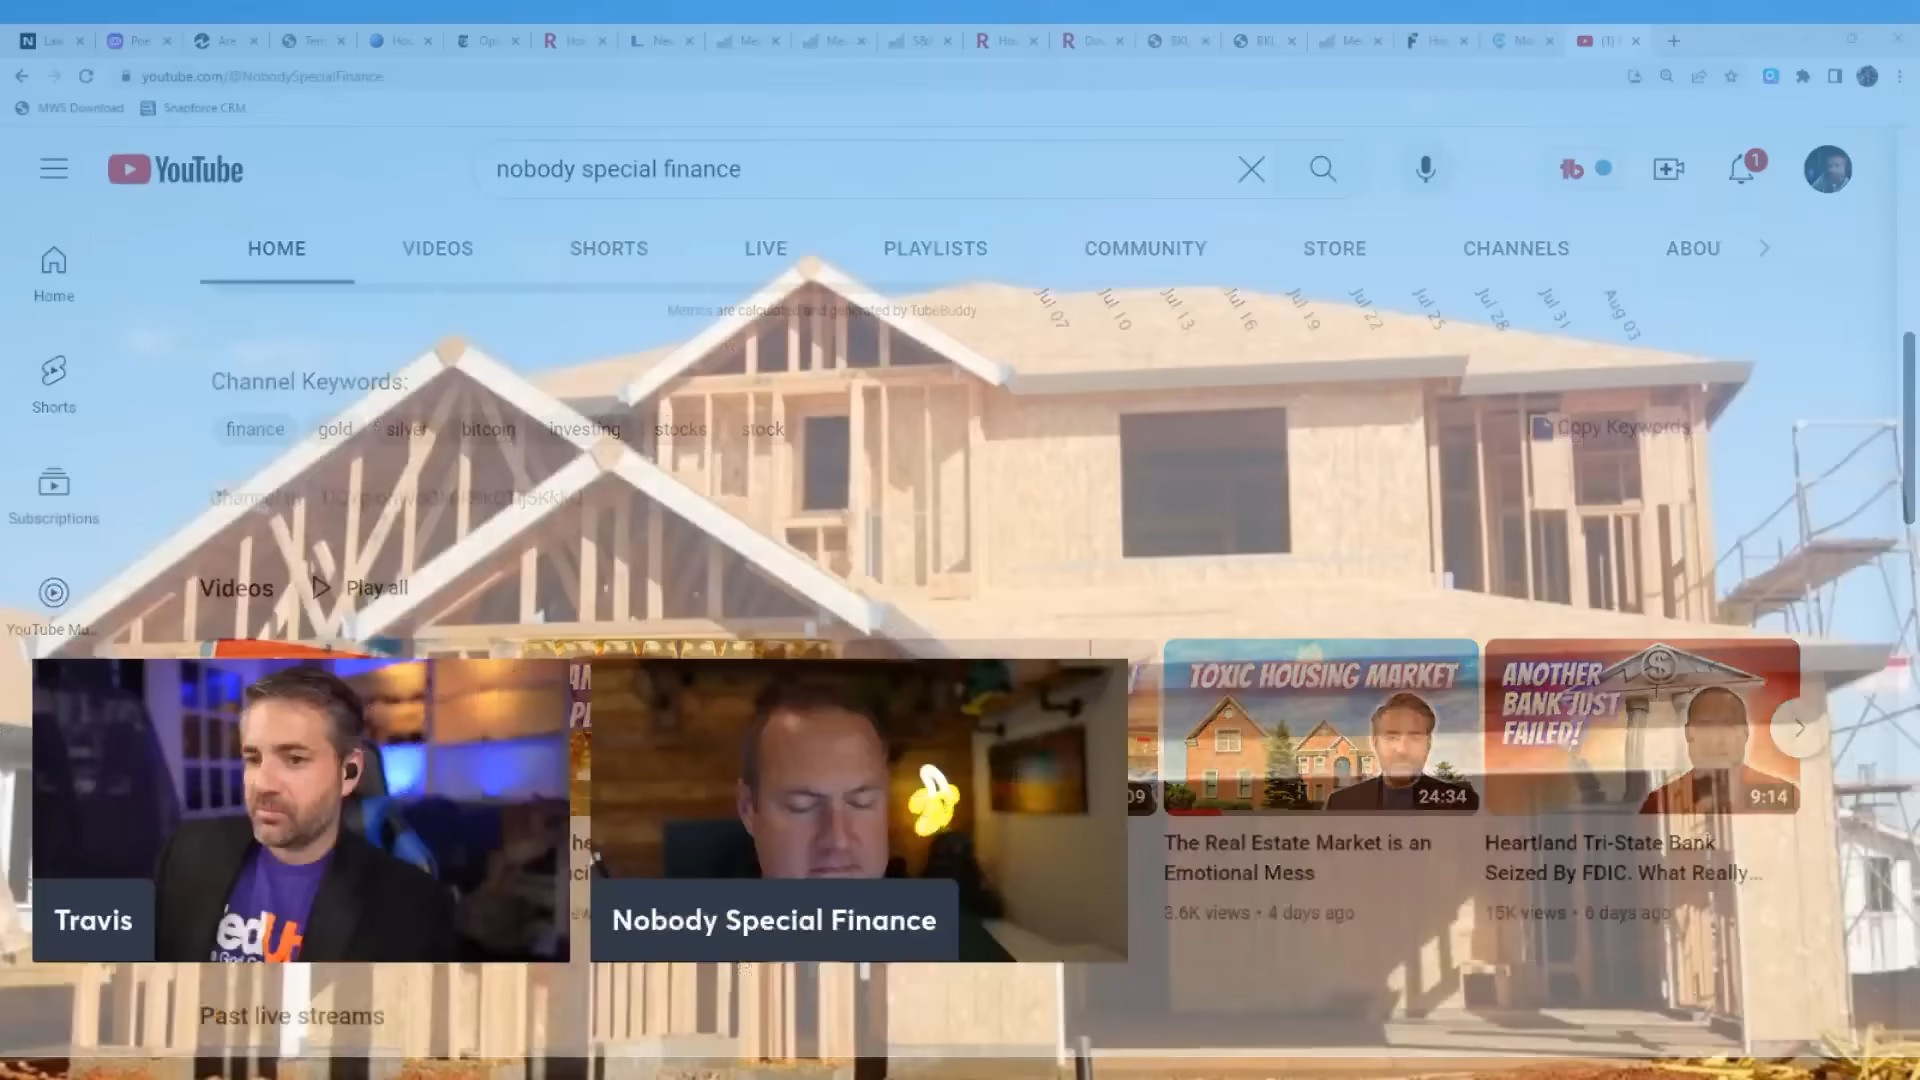 youtube.com/@NobodySpecialFinance
MWS Download
Snapforce CRM
YouTube
nobody special finance
1
HOME
VIDEOS
SHORTS
LIVE
PLAYLISTS
COMMUNITY
STORE
CHANNELS
ABOU
Home
Metrics are calculated and generated by TubeBuddy
Jul 07
Jul 10
Jul 13
Jul 16
Jul 19
Jul 22
Jul 25
Jul 28
Jul 31
Aug 03
Channel Keywords:
Shorts
finance gold silver bitcoin investing stocks stock
Copy Keywords
Subscriptions
Videos
Play all
YouTube Mu...
TOXIC HOUSING MARKET
24:34
ANOTHER
BANK JUST
FAILED!
9:14
The Real Estate Market is an
Emotional Mess
3.6K views • 4 days ago
Heartland Tri-State Bank
Seized By FDIC. What Really...
15K views • 6 days ago
Travis
Nobody Special Finance
Past live streams